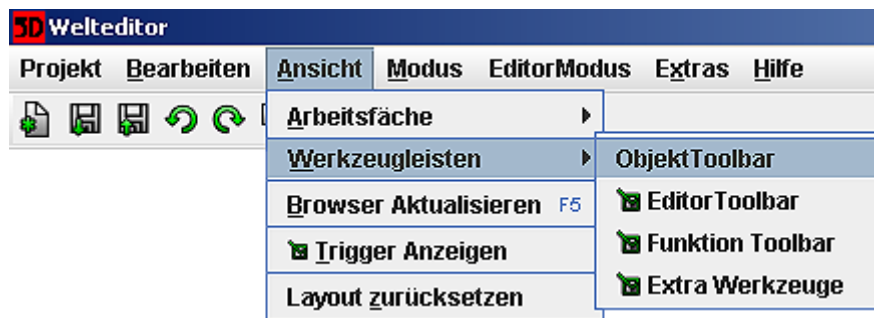 5D Welteditor
Projekt Bearbeiten Ansicht Modus EditorModus Extras Hilfe
Arbeitsfäche
Werkzeugleisten
ObjektToolbar
EditorToolbar
Browser Aktualisieren F5
Funktion Toolbar
Trigger Anzeigen
Extra Werkzeuge
Layout zurücksetzen